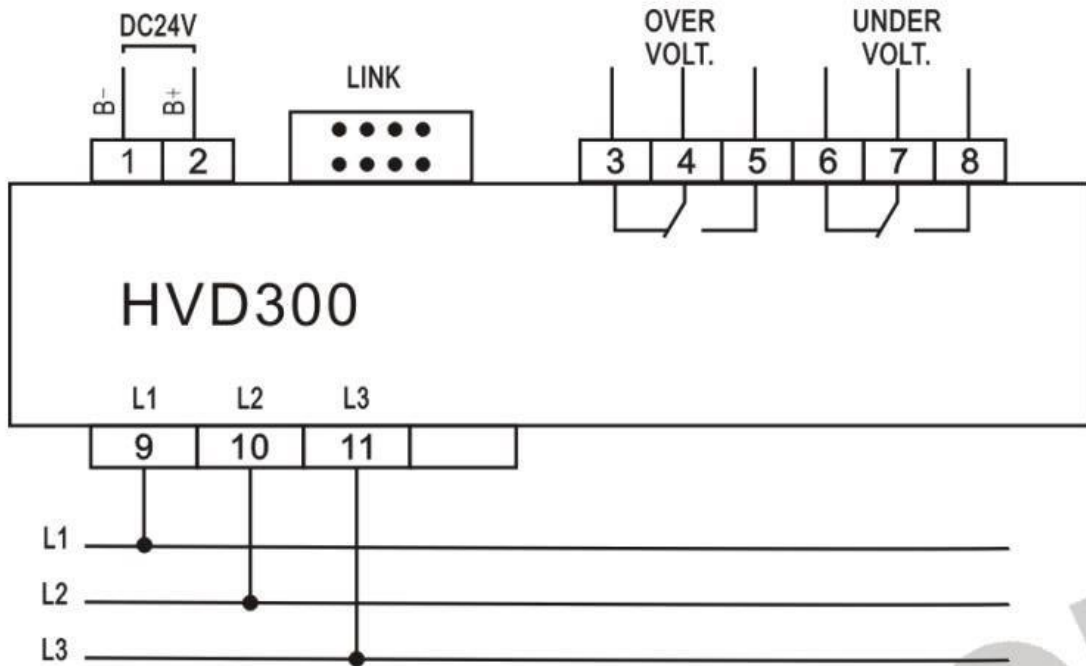 DC24V
OVER
VOLT.
UNDER
VOLT.
LINK
B−
B+
1
2
3
4
5
6
7
8
HVD300
L1
L2
L3
9
10
11
L1
L2
L3